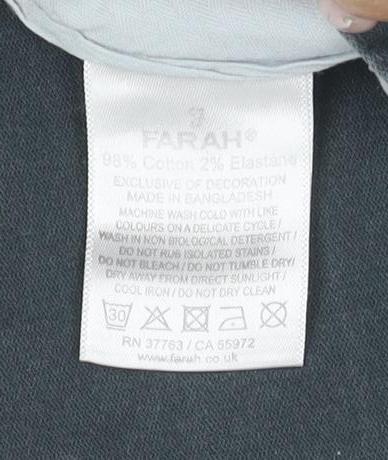 FARAH®
98% Cotton 2% Elastane
EXCLUSIVE OF DECORATION
MADE IN BANGLADESH
MACHINE WASH COLD WITH LIKE
COLOURS ON A DELICATE CYCLE /
WASH IN NON BIOLOGICAL DETERGENT /
DO NOT RUB ISOLATED STAINS /
DO NOT BLEACH / DO NOT TUMBLE DRY/
DRY AWAY FROM DIRECT SUNLIGHT /
COOL IRON / DO NOT DRY CLEAN
30
RN 37763 / CA 55972
www.farah.co.uk